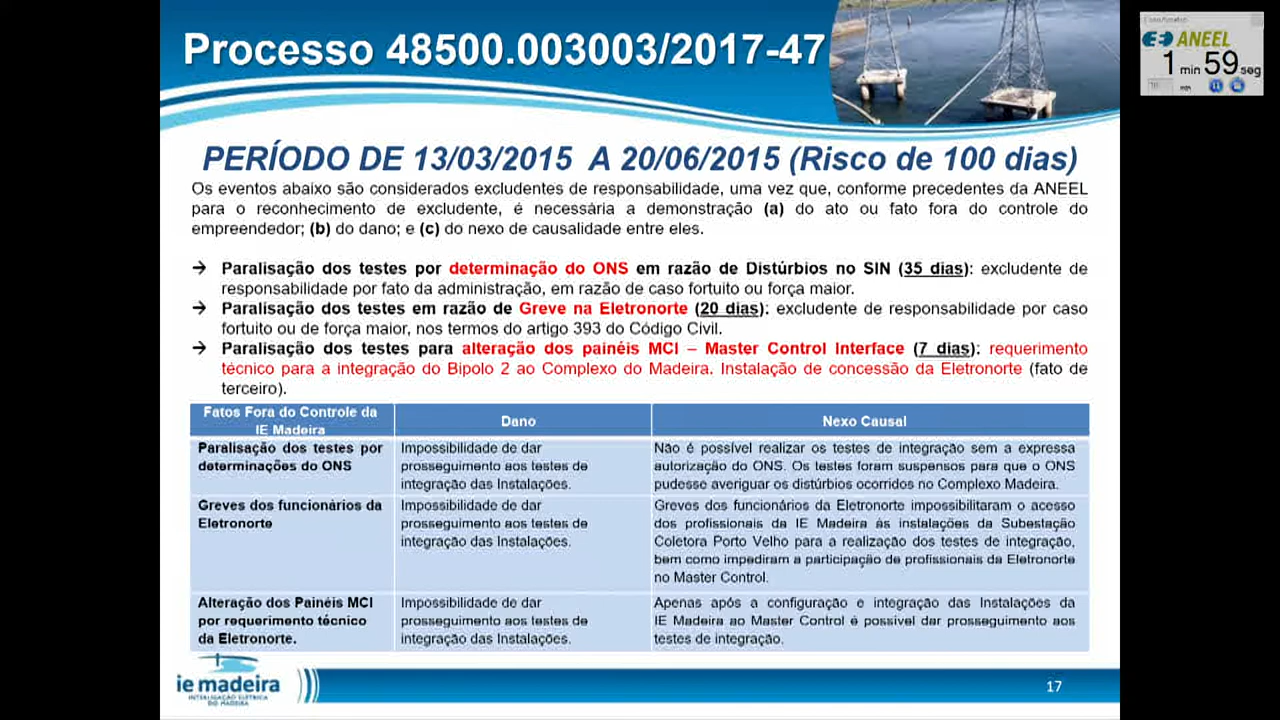 Processo 48500.003003/2017-47
ANEEL
1 min 59 seg
PERÍODO DE 13/03/2015 A 20/06/2015 (Risco de 100 dias)
Os eventos abaixo são considerados excludentes de responsabilidade, uma vez que, conforme precedentes da ANEEL
para o reconhecimento de excludente, é necessária a demonstração (a) do ato ou fato fora do controle do
empreendedor; (b) do dano; e (c) do nexo de causalidade entre eles.
→ Paralisação dos testes por determinação do ONS em razão de Distúrbios no SIN (35 dias): excludente de
responsabilidade por fato da administração, em razão de caso fortuito ou força maior.
→ Paralisação dos testes em razão de Greve na Eletronorte (20 dias): excludente de responsabilidade por caso
fortuito ou de força maior, nos termos do artigo 393 do Código Civil.
→ Paralisação dos testes para alteração dos painéis MCI – Master Control Interface (7 dias): requerimento
técnico para a integração do Bipolo 2 ao Complexo do Madeira. Instalação de concessão da Eletronorte (fato de
terceiro).
Fatos Fora do Controle da
IE Madeira
Dano
Nexo Causal
Paralisação dos testes por
determinações do ONS
Impossibilidade de dar
prosseguimento aos testes de
integração das Instalações.
Não é possível realizar os testes de integração sem a expressa
autorização do ONS. Os testes foram suspensos para que o ONS
pudesse averiguar os distúrbios ocorridos no Complexo Madeira.
Greves dos funcionários da
Eletronorte
Impossibilidade de dar
prosseguimento aos testes de
integração das Instalações.
Greves dos funcionários da Eletronorte impossibilitaram o acesso
dos profissionais da IE Madeira às instalações da Subestação
Coletora Porto Velho para a realização dos testes de integração,
bem como impediram a participação de profissionais da Eletronorte
no Master Control.
Alteração dos Painéis MCI
por requerimento técnico
da Eletronorte.
Impossibilidade de dar
prosseguimento aos testes de
integração das Instalações.
Apenas após a configuração e integração das Instalações da
IE Madeira ao Master Control é possível dar prosseguimento aos
testes de integração.
ie madeira
INTERLIGAÇÃO ELÉTRICA
DO MADEIRA
17